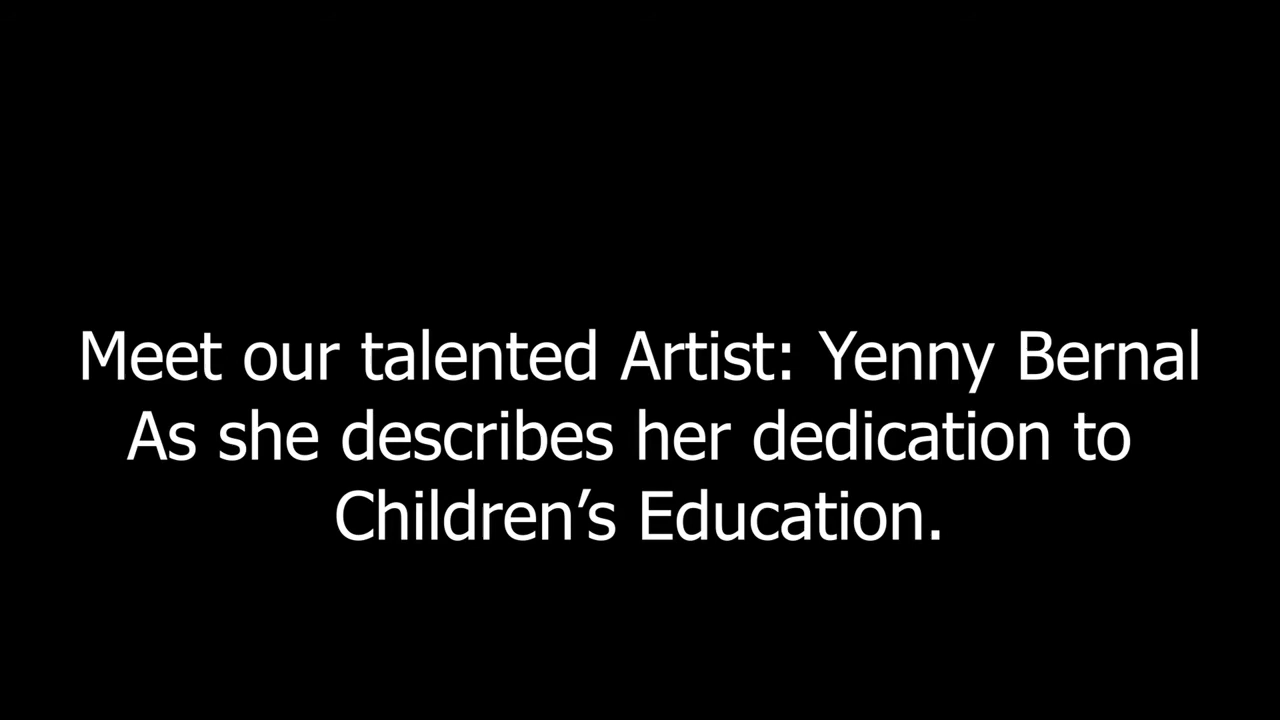 Meet our talented Artist: Yenny Bernal
As she describes her dedication to
Children’s Education.